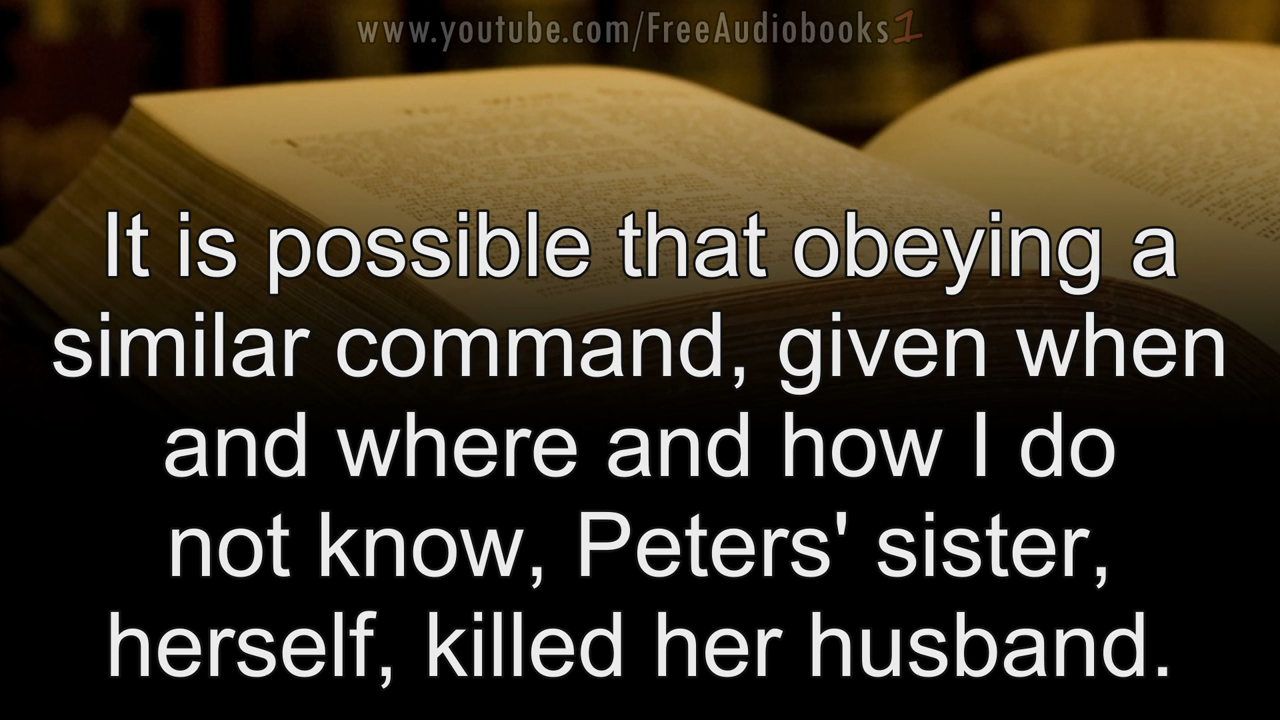 www.youtube.com/FreeAudiobooks1
It is possible that obeying a
similar command, given when
and where and how I do
not know, Peters' sister,
herself, killed her husband.